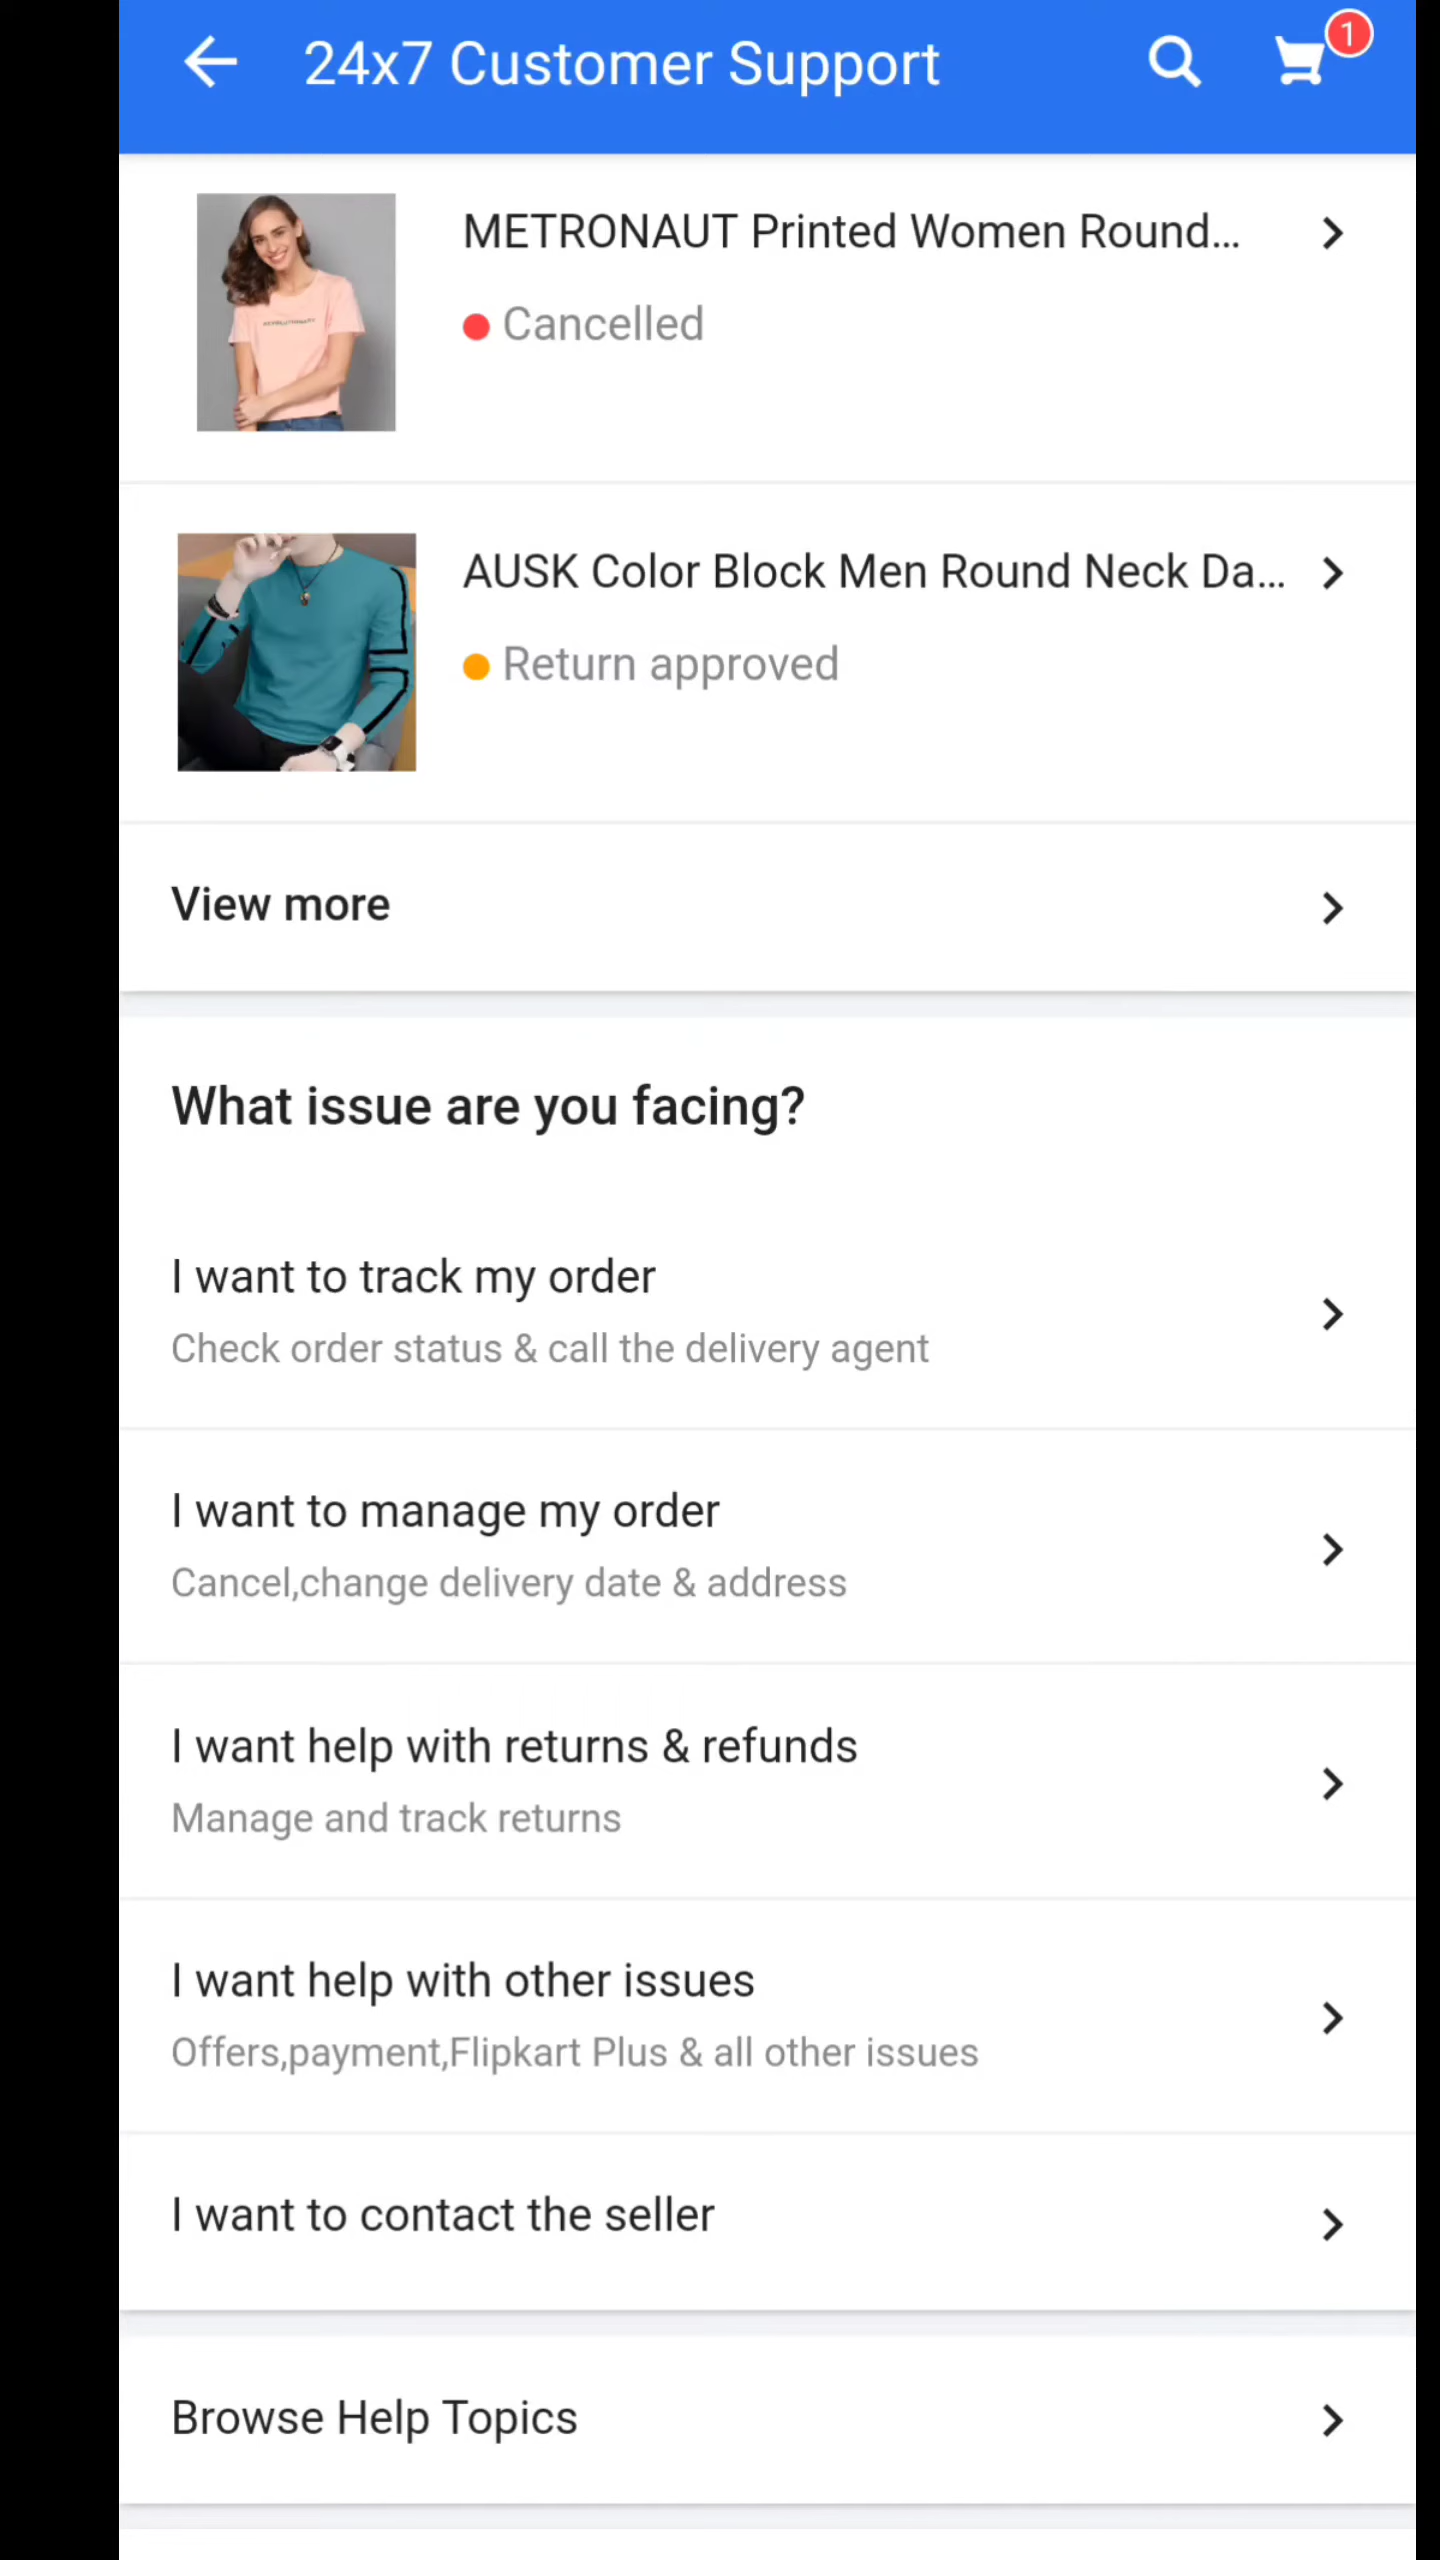 24x7 Customer Support
1
METRONAUT Printed Women Round...
Cancelled
AUSK Color Block Men Round Neck Da...
Return approved
View more
What issue are you facing?
I want to track my order
Check order status & call the delivery agent
I want to manage my order
Cancel,change delivery date & address
I want help with returns & refunds
Manage and track returns
I want help with other issues
Offers,payment,Flipkart Plus & all other issues
I want to contact the seller
Browse Help Topics